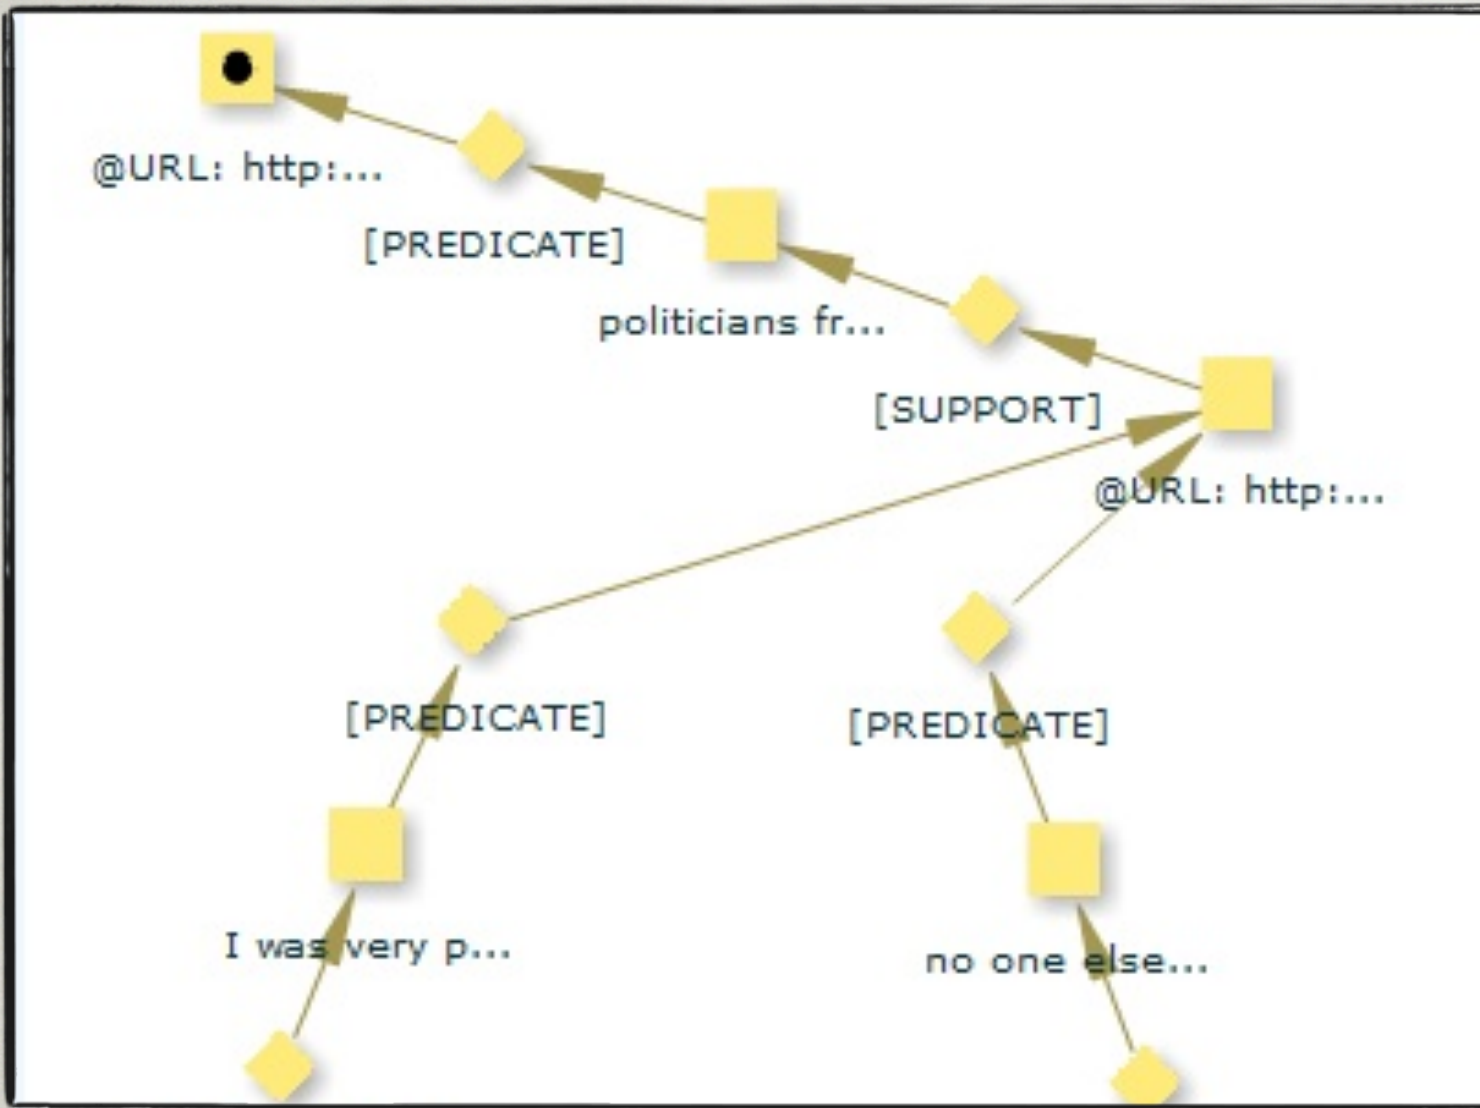 @URL: http:...
[PREDICATE]
politicians fr...
[SUPPORT]
@URL: http:...
[PREDICATE]
[PREDICATE]
I was very p...
no one else...